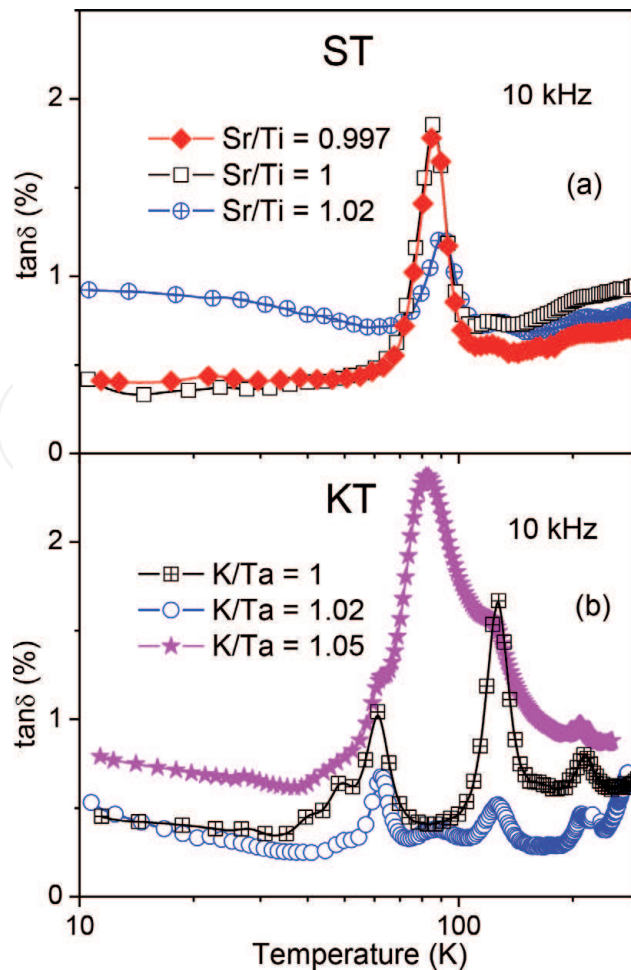 ST
10 kHz
Sr/Ti = 0.997
Sr/Ti = 1
Sr/Ti = 1.02
(a)
tanδ (%)
2
1
0
KT
10 kHz
K/Ta = 1
K/Ta = 1.02
K/Ta = 1.05
(b)
tanδ (%)
2
1
0
10
100
Temperature (K)